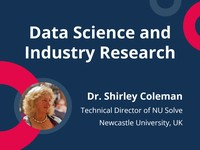 Data Science and
Industry Research
Dr. Shirley Coleman
Technical Director of NU Solve
Newcastle University, UK